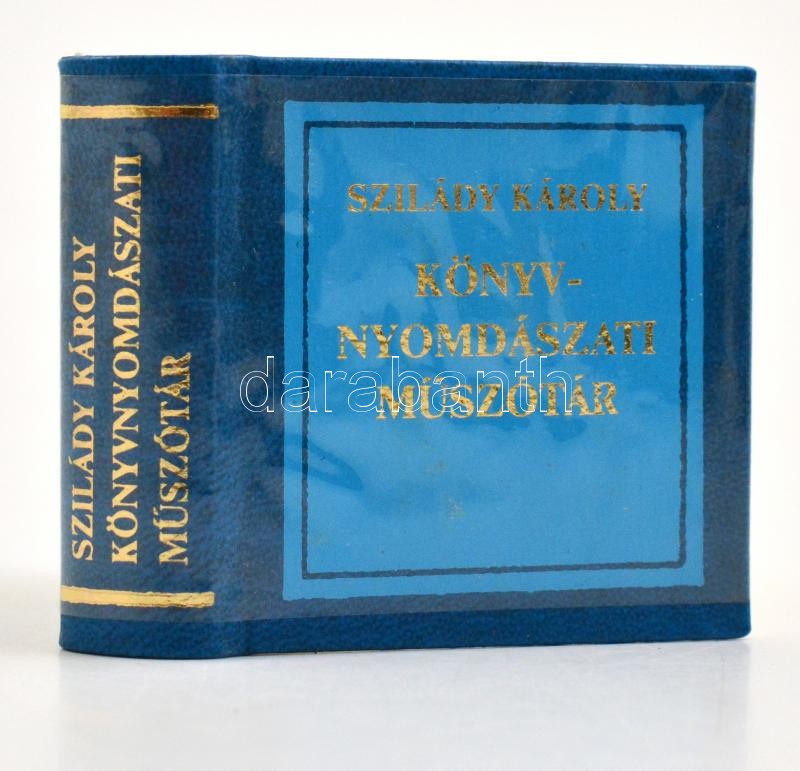 SZILÁDY KÁROLY
KÖNYVNYOMDÁSZATI
MŰSZÓTÁR
SZILÁDY KÁROLY
KÖNYV-
NYOMDÁSZATI
MŰSZÓTÁR
darabanth